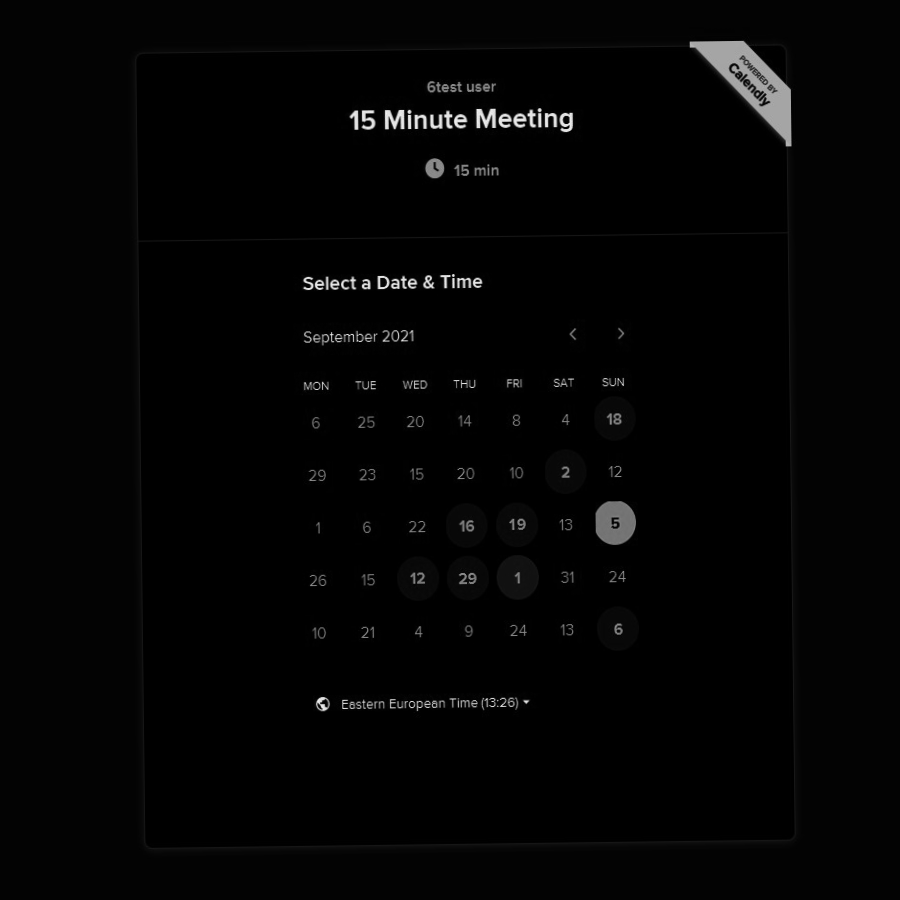 POWERED BY
Calendly
6test user
15 Minute Meeting
15 min
Select a Date & Time
September 2021
MON TUE WED THU FRI SAT SUN
6 25 20 14 8 4 18
29 23 15 20 10 2 12
1 6 22 16 19 13 5
26 15 12 29 1 31 24
10 21 4 9 24 13 6
Eastern European Time (13:26)